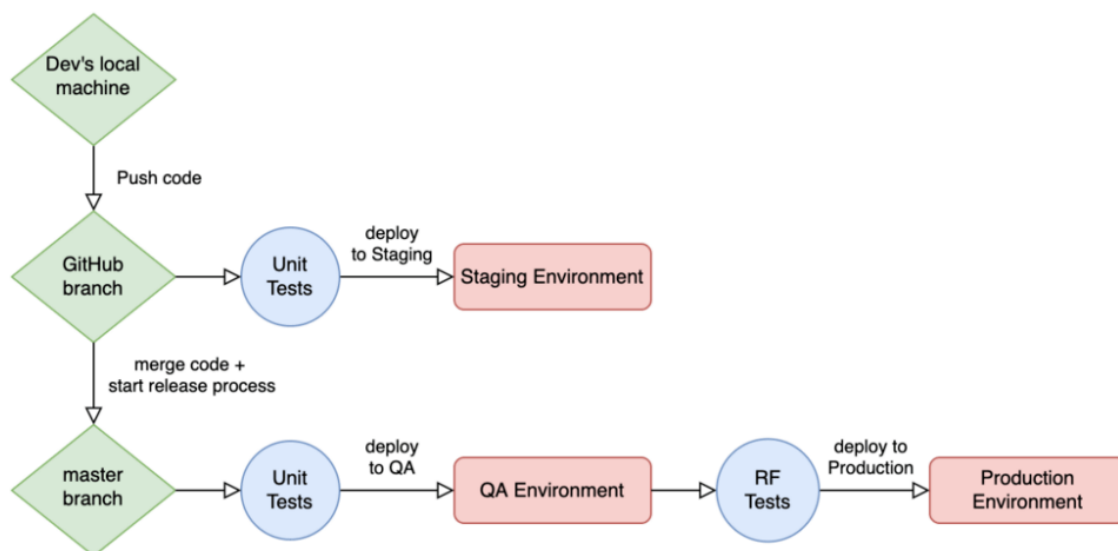 Dev's local
machine
Push code
GitHub
branch
Unit
Tests
deploy
to Staging
Staging Environment
merge code +
start release process
master
branch
Unit
Tests
deploy
to QA
QA Environment
RF
Tests
deploy to
Production
Production
Environment